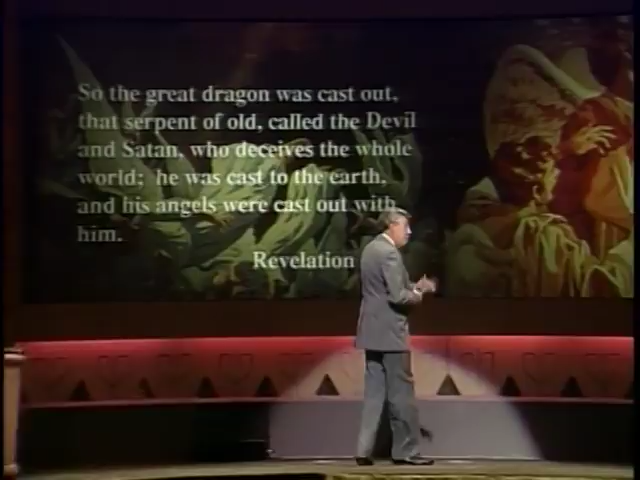 So the great dragon was cast out,
that serpent of old, called the Devil
and Satan, who deceives the whole
world; he was cast to the earth,
and his angels were cast out with
him.
Revelation